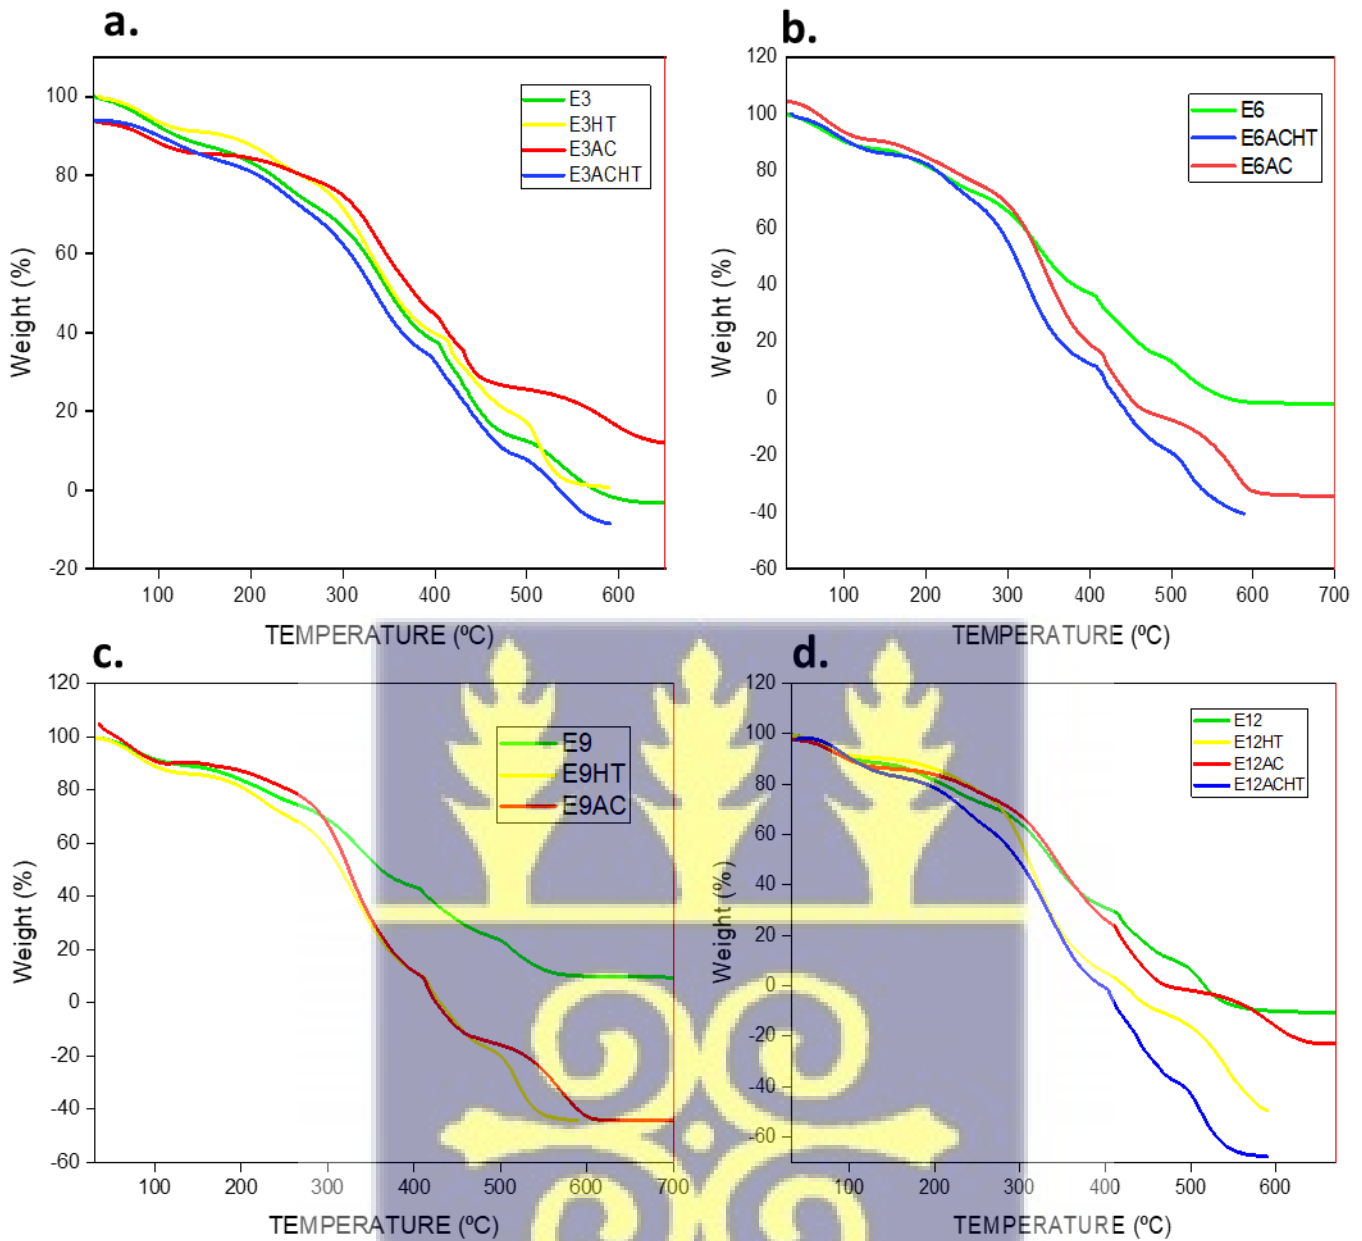 a.
b.
100
80
60
40
20
0
-20
Weight (%)
E3
E3HT
E3AC
E3ACHT
100 200 300 400 500 600
TEMPERATURE (ºC)
120
100
80
60
40
20
0
-20
-40
-60
Weight (%)
E6
E6ACHT
E6AC
100 200 300 400 500 600 700
TEMPERATURE (ºC)
c.
d.
120
100
80
60
40
20
0
-20
-40
-60
Weight (%)
E9
E9HT
E9AC
100 200 300 400 500 600 700
TEMPERATURE (ºC)
120
100
80
60
40
20
0
-20
-40
-60
Weight (%)
E12
E12HT
E12AC
E12ACHT
100 200 300 400 500 600
TEMPERATURE (ºC)